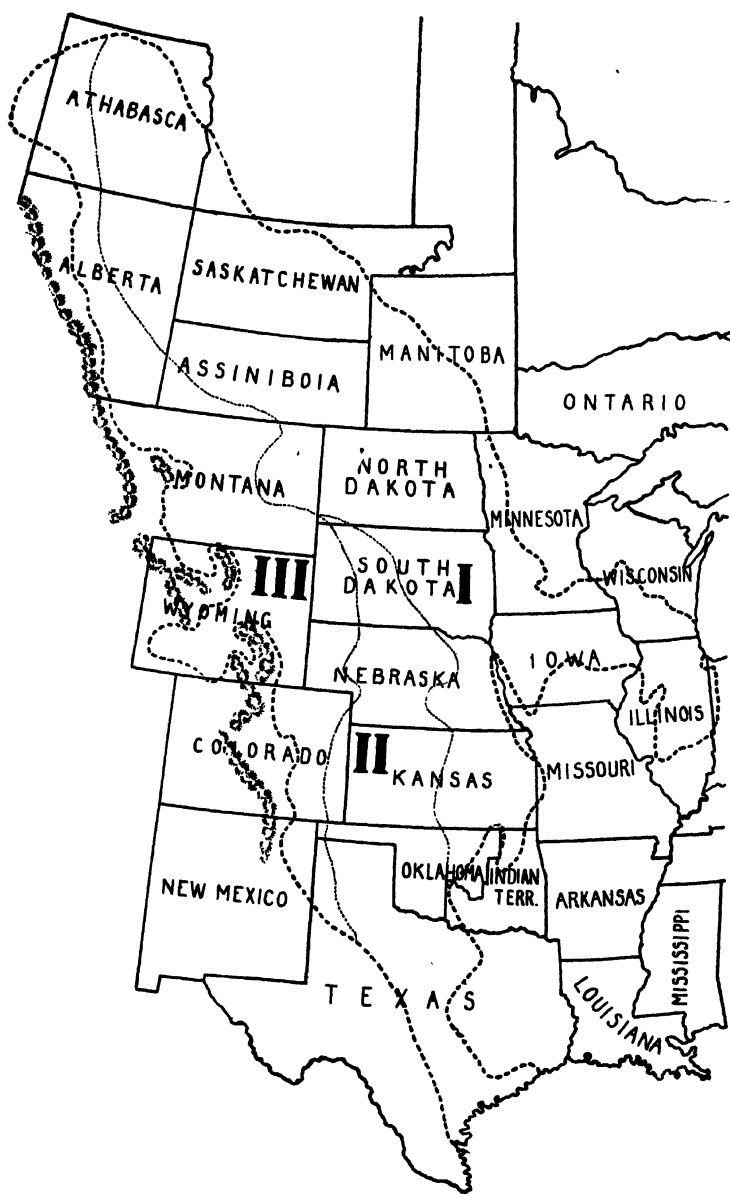 ATHABASCA
ALBERTA
SASKATCHEWAN
ASSINIBOIA
MANITOBA
ONTARIO
MONTANA
NORTH
DAKOTA
MINNESOTA
WISCONSIN
III
SOUTH
DAKOTA
I
WYOMING
NEBRASKA
IOWA
ILLINOIS
COLORADO
II
KANSAS
MISSOURI
NEW MEXICO
OKLAHOMA
INDIAN
TERR.
ARKANSAS
MISSISSIPPI
TEXAS
LOUISIANA